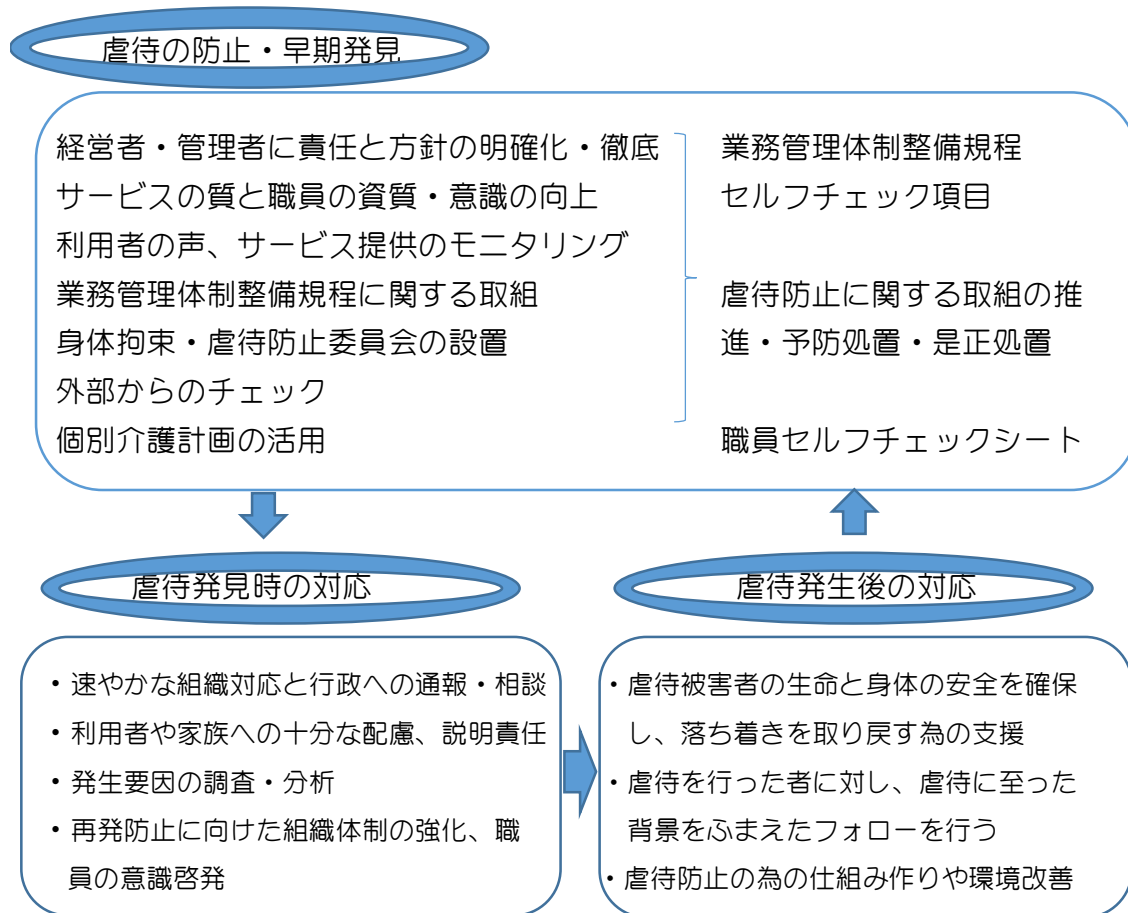 虐待の防止・早期発見
経営者・管理者に責任と方針の明確化・徹底
サービスの質と職員の資質・意識の向上
利用者の声、サービス提供のモニタリング
業務管理体制整備規程に関する取組
身体拘束・虐待防止委員会の設置
外部からのチェック
個別介護計画の活用
業務管理体制整備規程
セルフチェック項目
虐待防止に関する取組の推
進・予防処置・是正処置
職員セルフチェックシート
虐待発見時の対応
・速やかな組織対応と行政への通報・相談
・利用者や家族への十分な配慮、説明責任
・発生要因の調査・分析
・再発防止に向けた組織体制の強化、職
員の意識啓発
虐待発生後の対応
・虐待被害者の生命と身体の安全を確保
し、落ち着きを取り戻す為の支援
・虐待を行った者に対し、虐待に至った
背景をふまえたフォローを行う
・虐待防止の為の仕組み作りや環境改善